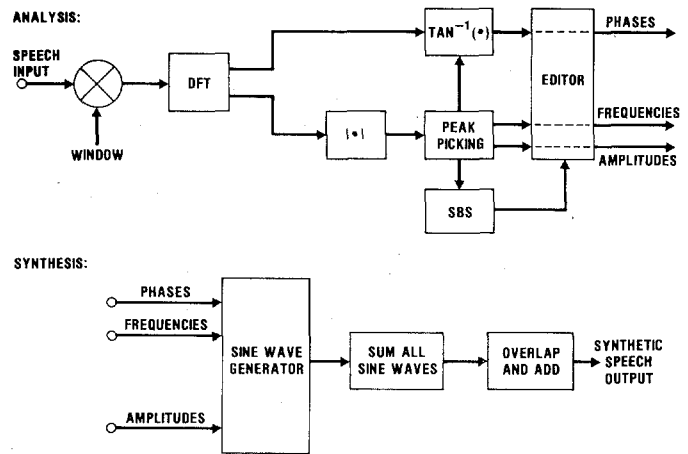 ANALYSIS:
SPEECH
INPUT
WINDOW
DFT
TAN⁻¹(•)
|•|
PEAK
PICKING
SBS
EDITOR
PHASES
FREQUENCIES
AMPLITUDES
SYNTHESIS:
PHASES
FREQUENCIES
AMPLITUDES
SINE WAVE
GENERATOR
SUM ALL
SINE WAVES
OVERLAP
AND ADD
SYNTHETIC
SPEECH
OUTPUT